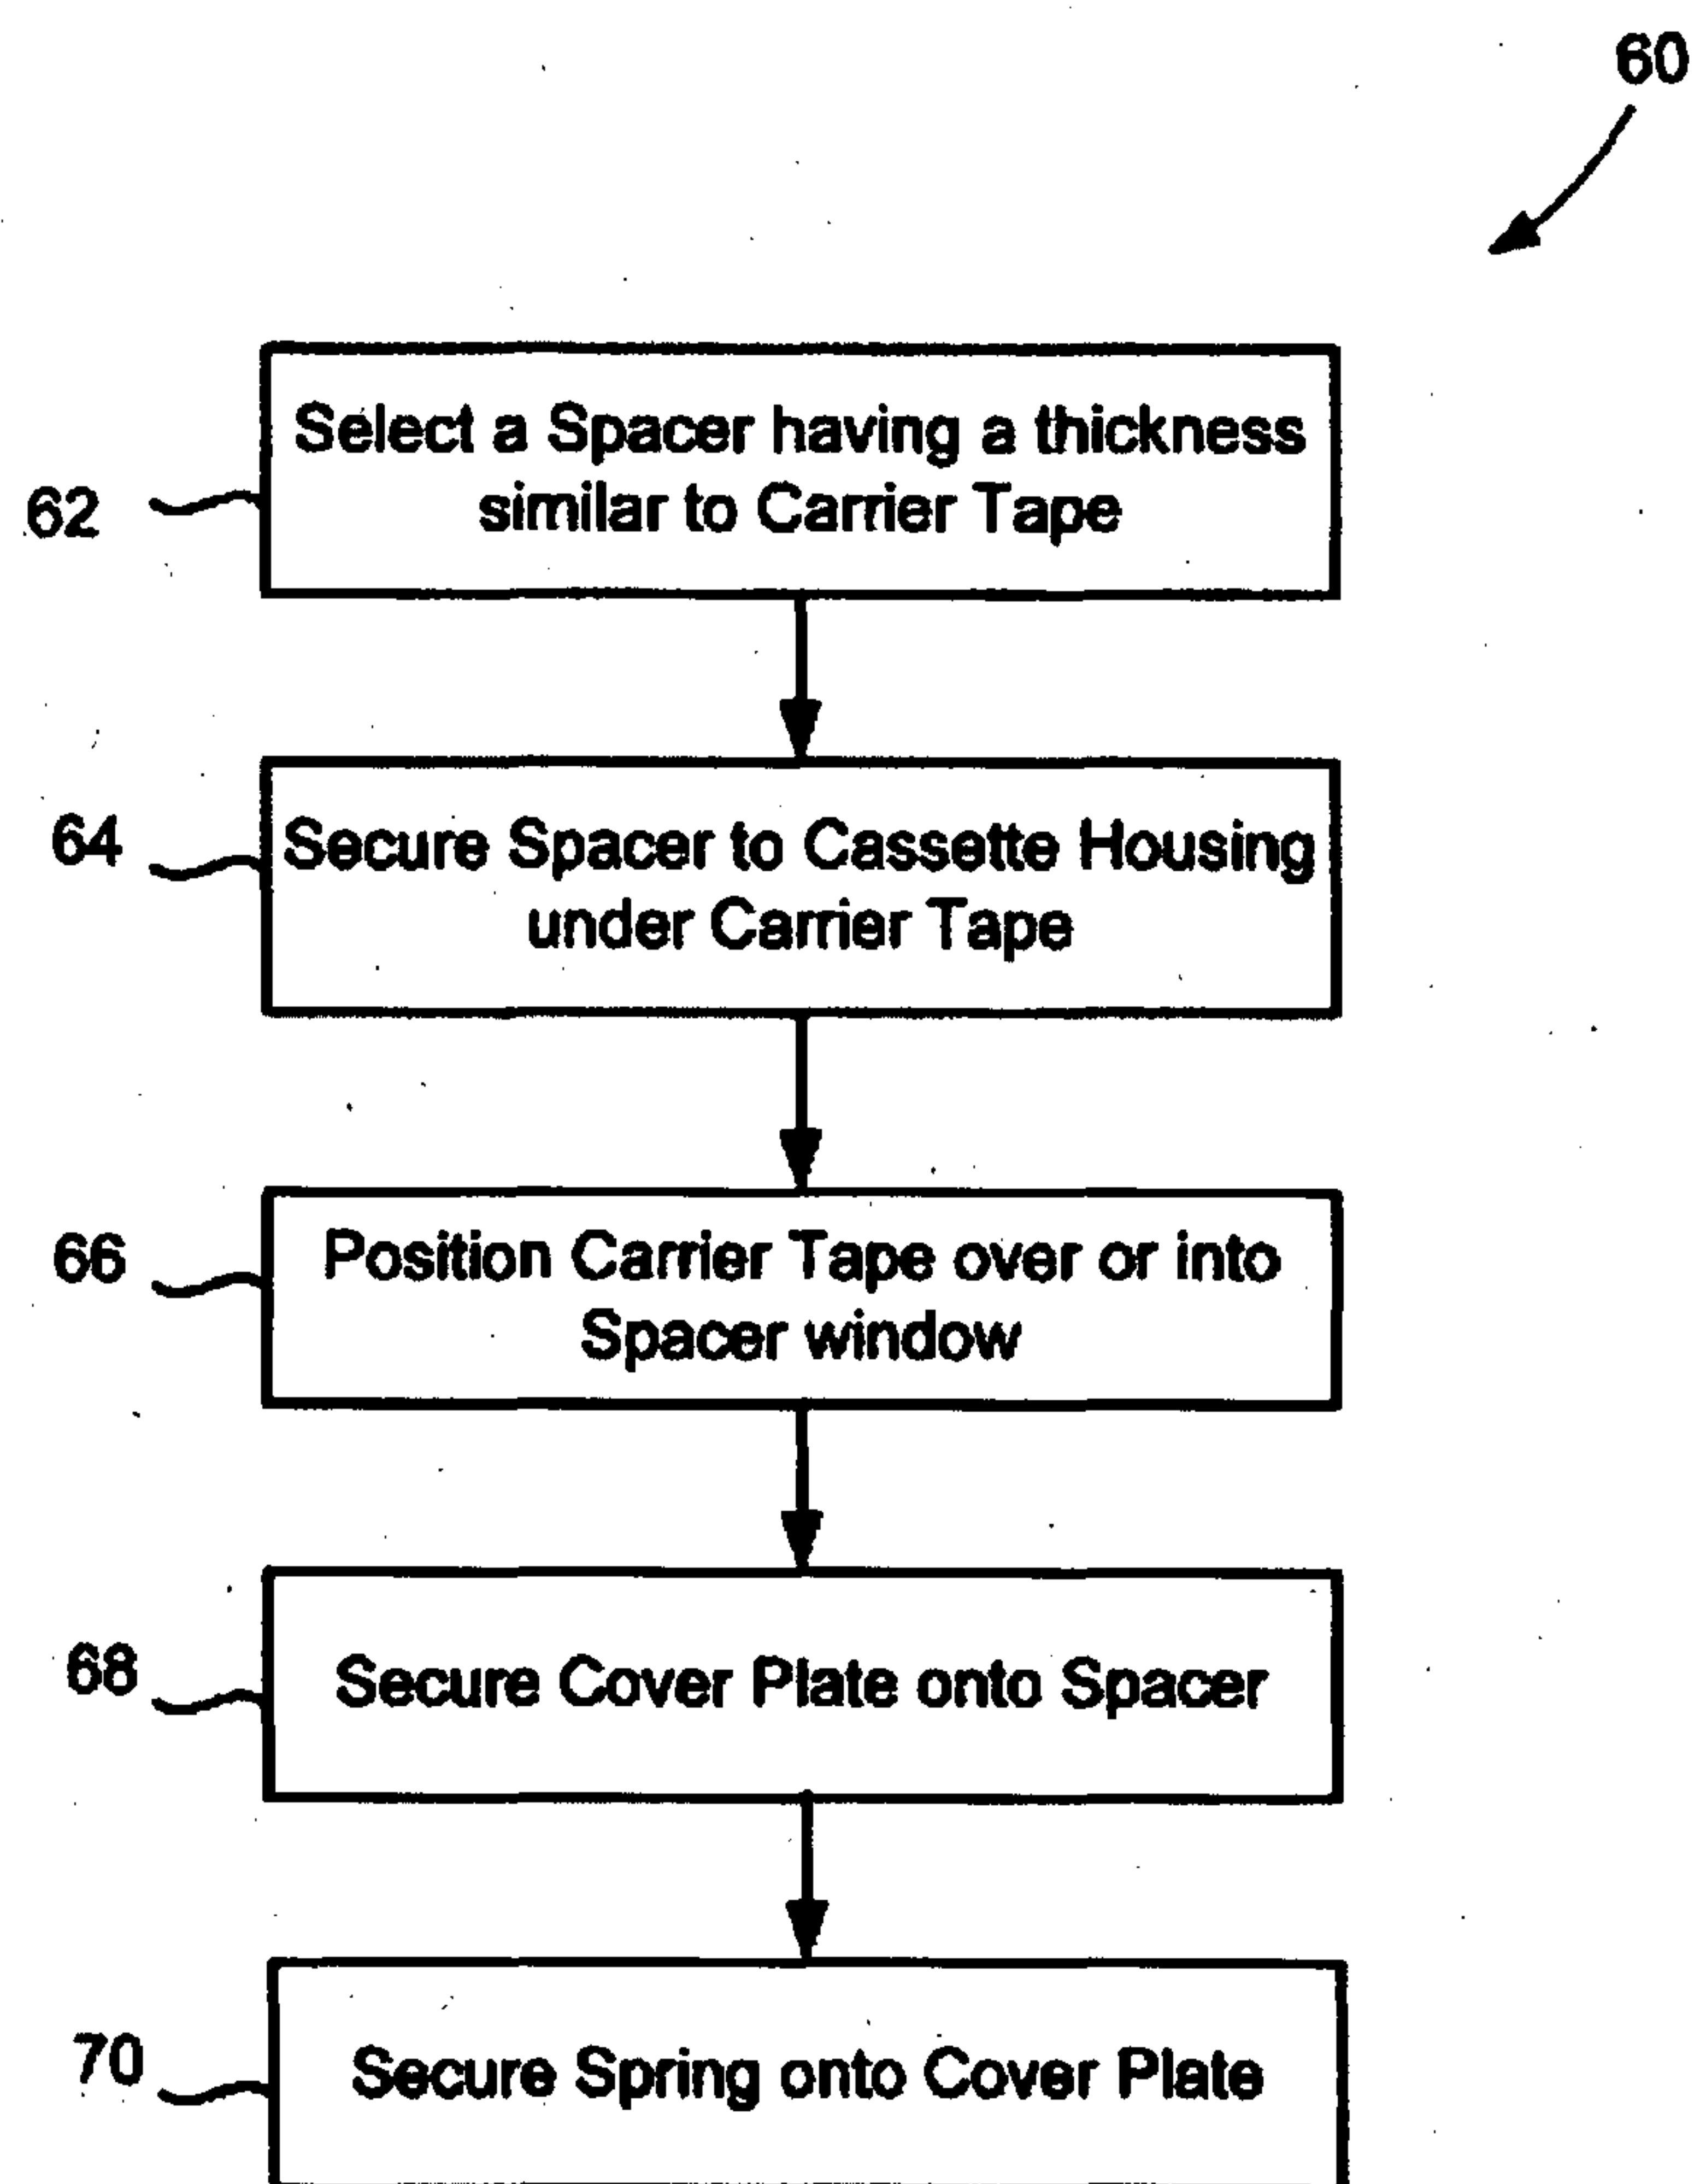 60
Select a Spacer having a thickness
similar to Carrier Tape
62
Secure Spacer to Cassette Housing
under Carrier Tape
64
Position Carrier Tape over or into
Spacer window
66
Secure Cover Plate onto Spacer
68
Secure Spring onto Cover Plate
70